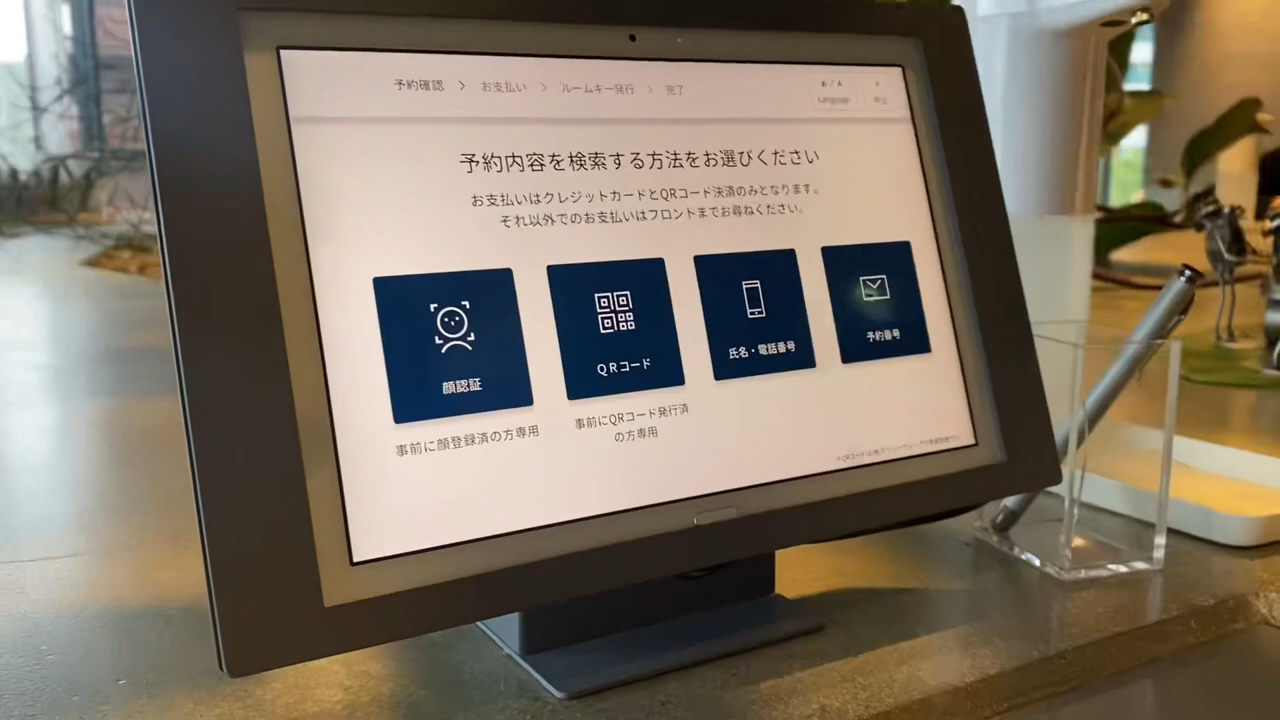 予約確認 > お支払い > ルームキー発行 > 完了
Language
予約内容を検索する方法をお選びください
お支払いはクレジットカードとQRコード決済のみとなります。
それ以外でのお支払いはフロントまでお尋ねください。
顔認証
QRコード
氏名・電話番号
予約番号
事前に顔登録済の方専用
事前にQRコード発行済
の方専用